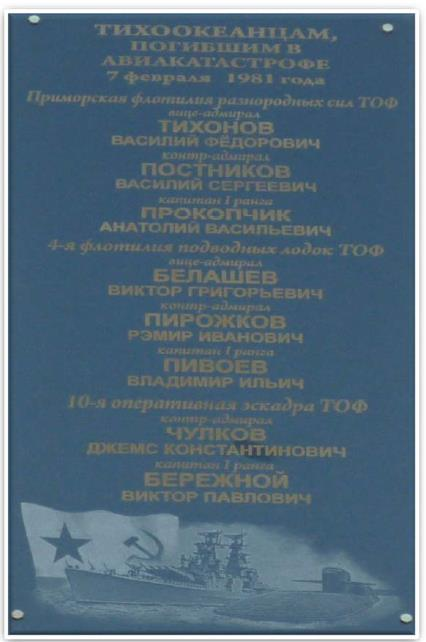 ТИХООКЕАНЦАМ,
ПОГИБШИМ В
АВИАКАТАСТРОФЕ
7 февраля 1981 года
Приморская флотилия разнородных сил ТОФ
вице-адмирал
ТИХОНОВ
ВАСИЛИЙ ФЁДОРОВИЧ
контр-адмирал
ПОСТНИКОВ
ВАСИЛИЙ СЕРГЕЕВИЧ
капитан I ранга
ПРОКОПЧИК
АНАТОЛИЙ ВАСИЛЬЕВИЧ
4-я флотилия подводных лодок ТОФ
вице-адмирал
БЕЛАШЕВ
ВИКТОР ГРИГОРЬЕВИЧ
контр-адмирал
ПИРОЖКОВ
РЭМИР ИВАНОВИЧ
капитан I ранга
ПИВОЕВ
ВЛАДИМИР ИЛЬИЧ
10-я оперативная эскадра ТОФ
контр-адмирал
ЧУЛКОВ
ДЖЕМС КОНСТАНТИНОВИЧ
капитан I ранга
БЕРЕЖНОЙ
ВИКТОР ПАВЛОВИЧ